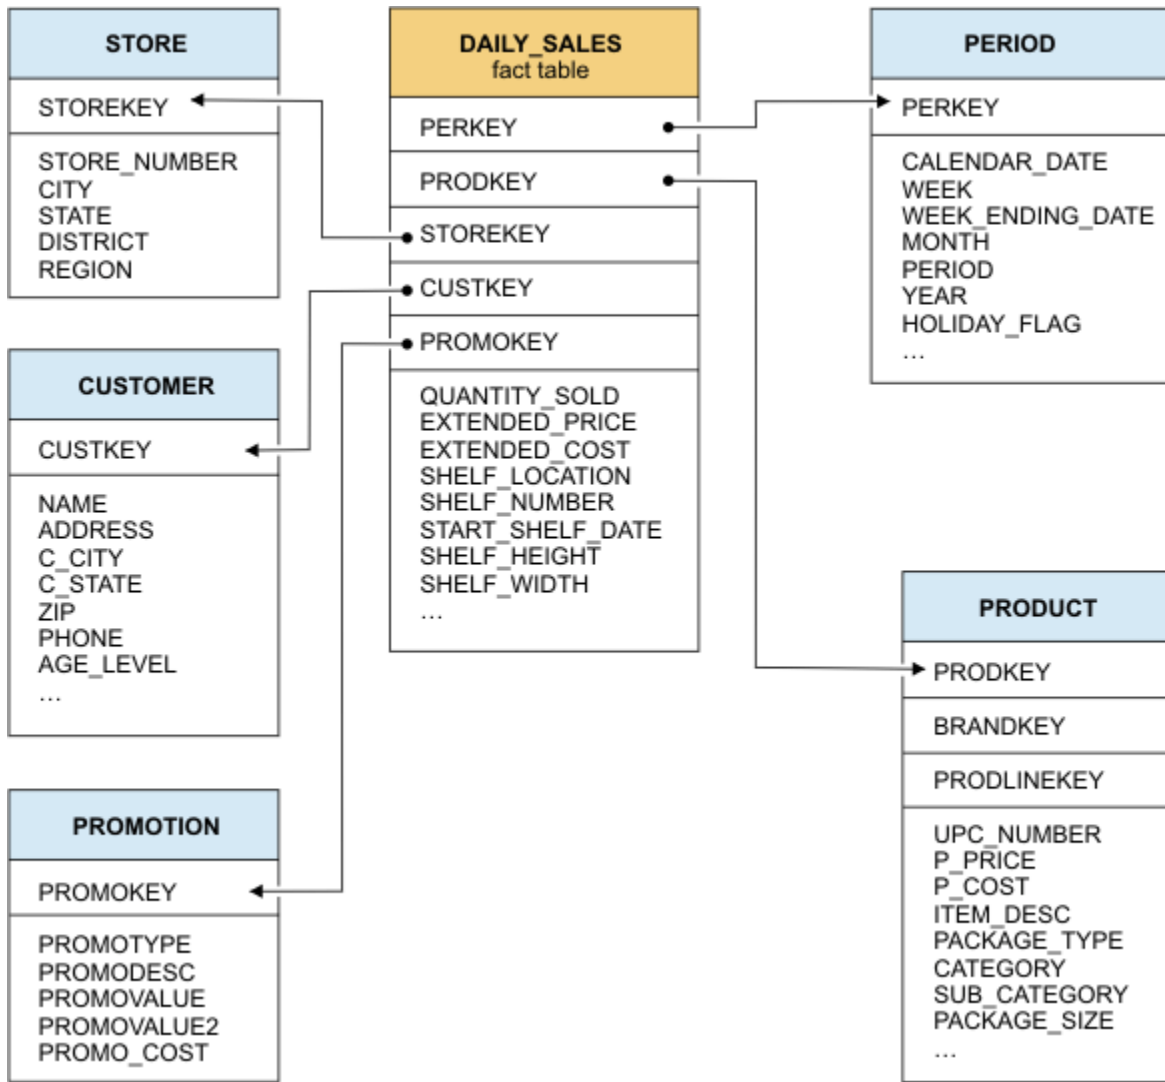 STORE
STOREKEY
STORE_NUMBER
CITY
STATE
DISTRICT
REGION
CUSTOMER
CUSTKEY
NAME
ADDRESS
C_CITY
C_STATE
ZIP
PHONE
AGE_LEVEL
…
PROMOTION
PROMOKEY
PROMOTYPE
PROMODESC
PROMOVALUE
PROMOVALUE2
PROMO_COST
DAILY_SALES
fact table
PERKEY
PRODKEY
STOREKEY
CUSTKEY
PROMOKEY
QUANTITY_SOLD
EXTENDED_PRICE
EXTENDED_COST
SHELF_LOCATION
SHELF_NUMBER
START_SHELF_DATE
SHELF_HEIGHT
SHELF_WIDTH
…
PERIOD
PERKEY
CALENDAR_DATE
WEEK
WEEK_ENDING_DATE
MONTH
PERIOD
YEAR
HOLIDAY_FLAG
…
PRODUCT
PRODKEY
BRANDKEY
PRODLINEKEY
UPC_NUMBER
P_PRICE
P_COST
ITEM_DESC
PACKAGE_TYPE
CATEGORY
SUB_CATEGORY
PACKAGE_SIZE
…